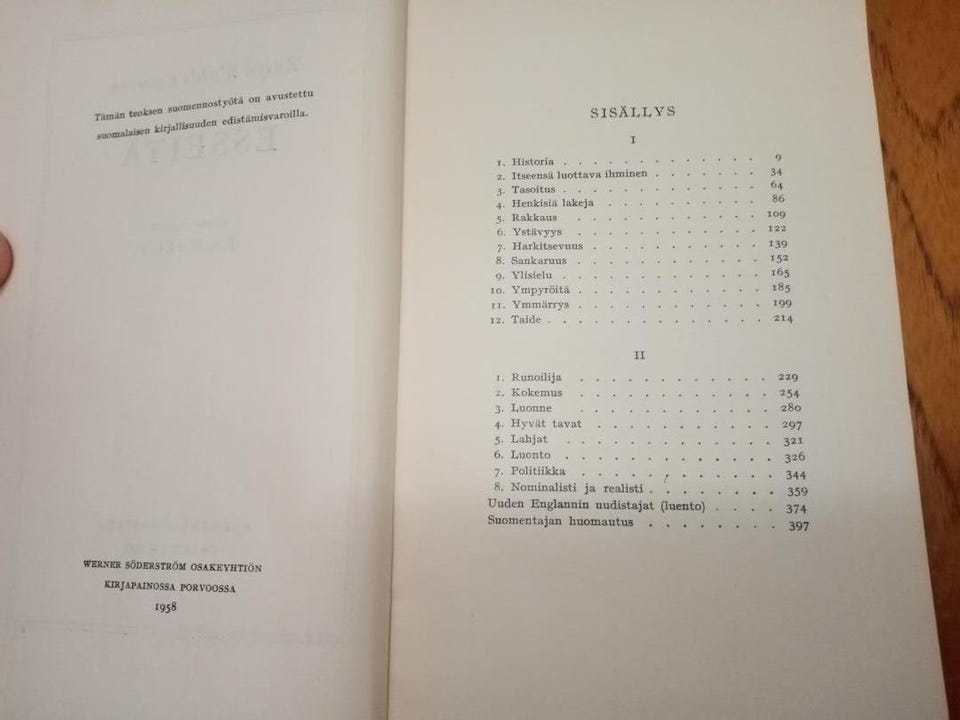 Tämän teoksen suomennostyötä on avustettu
suomalaisen kirjallisuuden edistämisvaroilla.
WERNER SÖDERSTRÖM OSAKEYHTIÖN
KIRJAPAINOSSA PORVOOSSA
1958
SISÄLLYS
I
1. Historia . . . . . . . . . . . . . 9
2. Itseensä luottava ihminen . . . . . . . 34
3. Tasoitus . . . . . . . . . . . . . 64
4. Henkisiä lakeja . . . . . . . . . . 86
5. Rakkaus . . . . . . . . . . . . 109
6. Ystävyys . . . . . . . . . . . . 122
7. Harkitsevuus . . . . . . . . . . . 139
8. Sankaruus . . . . . . . . . . . . 152
9. Ylisielu . . . . . . . . . . . . . 165
10. Ympyröitä . . . . . . . . . . . . 185
11. Ymmärrys . . . . . . . . . . . . 199
12. Taide . . . . . . . . . . . . . . 214
II
1. Runoilija . . . . . . . . . . . . 229
2. Kokemus . . . . . . . . . . . . 254
3. Luonne . . . . . . . . . . . . 280
4. Hyvät tavat . . . . . . . . . . . 297
5. Lahjat . . . . . . . . . . . . . 321
6. Luonto . . . . . . . . . . . . . 326
7. Politiikka . . . . . . . . . . . . 344
8. Nominalisti ja realisti . . . . . . . . 359
Uuden Englannin uudistajat (luento) . . . . . 374
Suomentajan huomautus . . . . . . . . 397